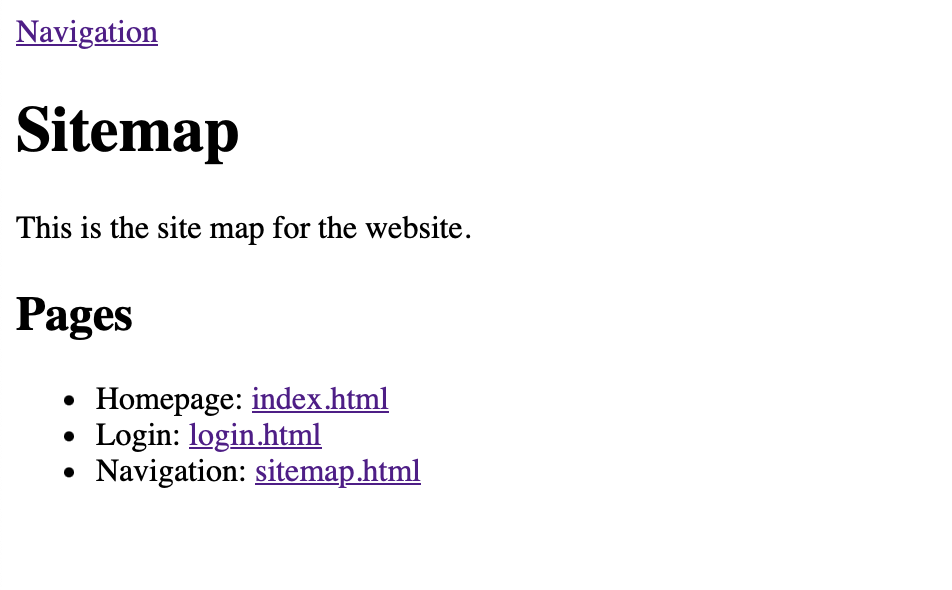 Navigation
Sitemap
This is the site map for the website.
Pages
• Homepage: index.html
• Login: login.html
• Navigation: sitemap.html